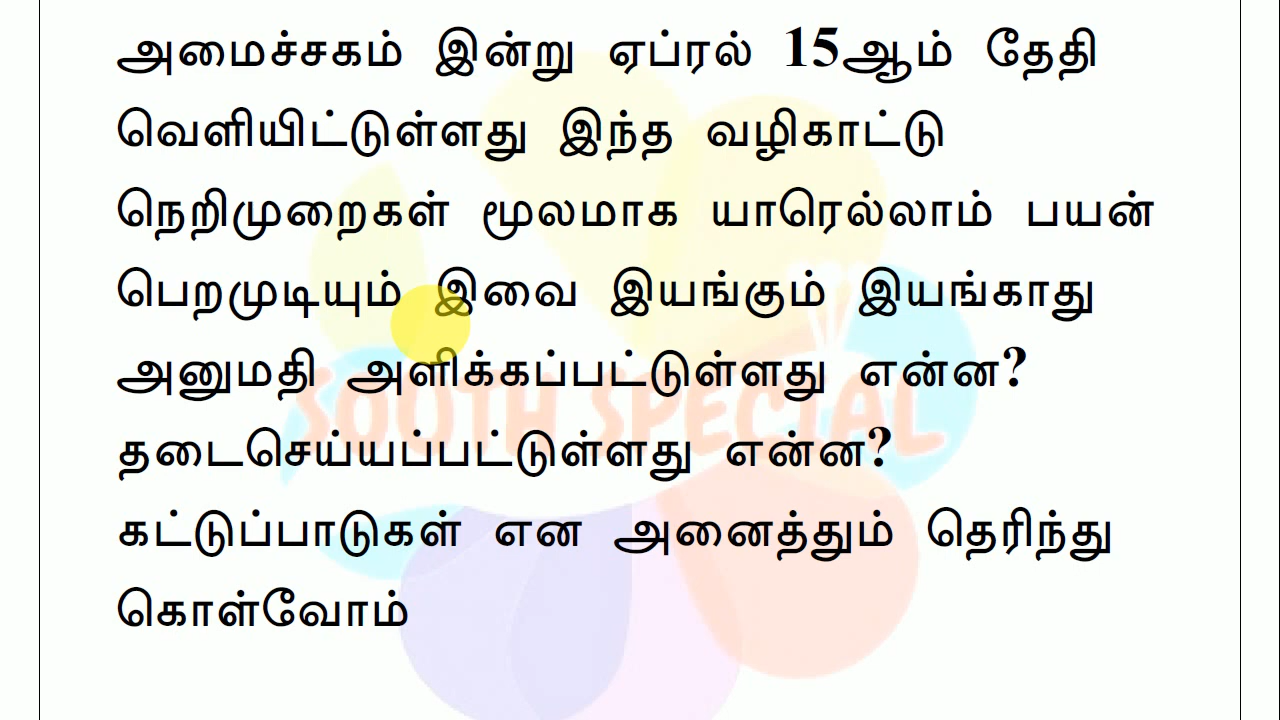 அமைச்சகம் இன்று ஏப்ரல் 15ஆம் தேதி
வெளியிட்டுள்ளது இந்த வழிகாட்டு
நெறிமுறைகள் மூலமாக யாரெல்லாம் பயன்
பெறமுடியும் இவை இயங்கும் இயங்காது
அனுமதி அளிக்கப்பட்டுள்ளது என்ன?
SOUTH SPECIAL
தடைசெய்யப்பட்டுள்ளது என்ன?
கட்டுப்பாடுகள் என அனைத்தும் தெரிந்து
கொள்வோம்